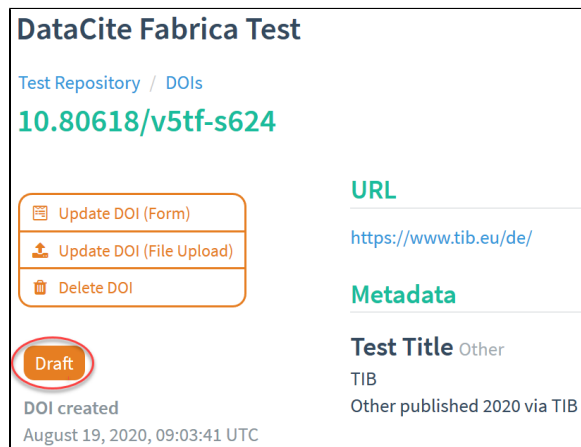 DataCite Fabrica Test
Test Repository / DOIs
10.80618/v5tf-s624
Update DOI (Form)
Update DOI (File Upload)
Delete DOI
Draft
DOI created
August 19, 2020, 09:03:41 UTC
URL
https://www.tib.eu/de/
Metadata
Test Title Other
TIB
Other published 2020 via TIB